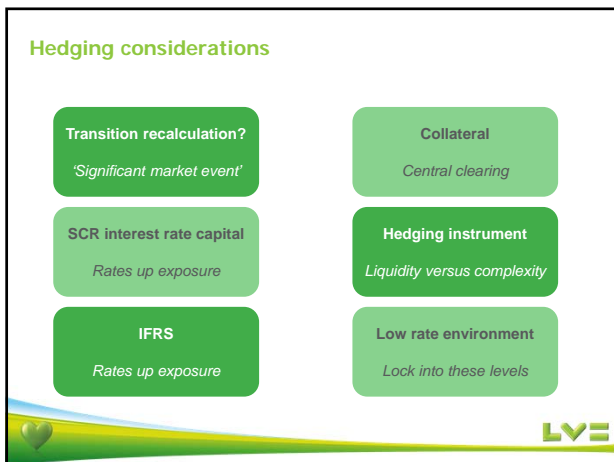 Hedging considerations
Transition recalculation?
‘Significant market event’
SCR interest rate capital
Rates up exposure
IFRS
Rates up exposure
Collateral
Central clearing
Hedging instrument
Liquidity versus complexity
Low rate environment
Lock into these levels
LV=